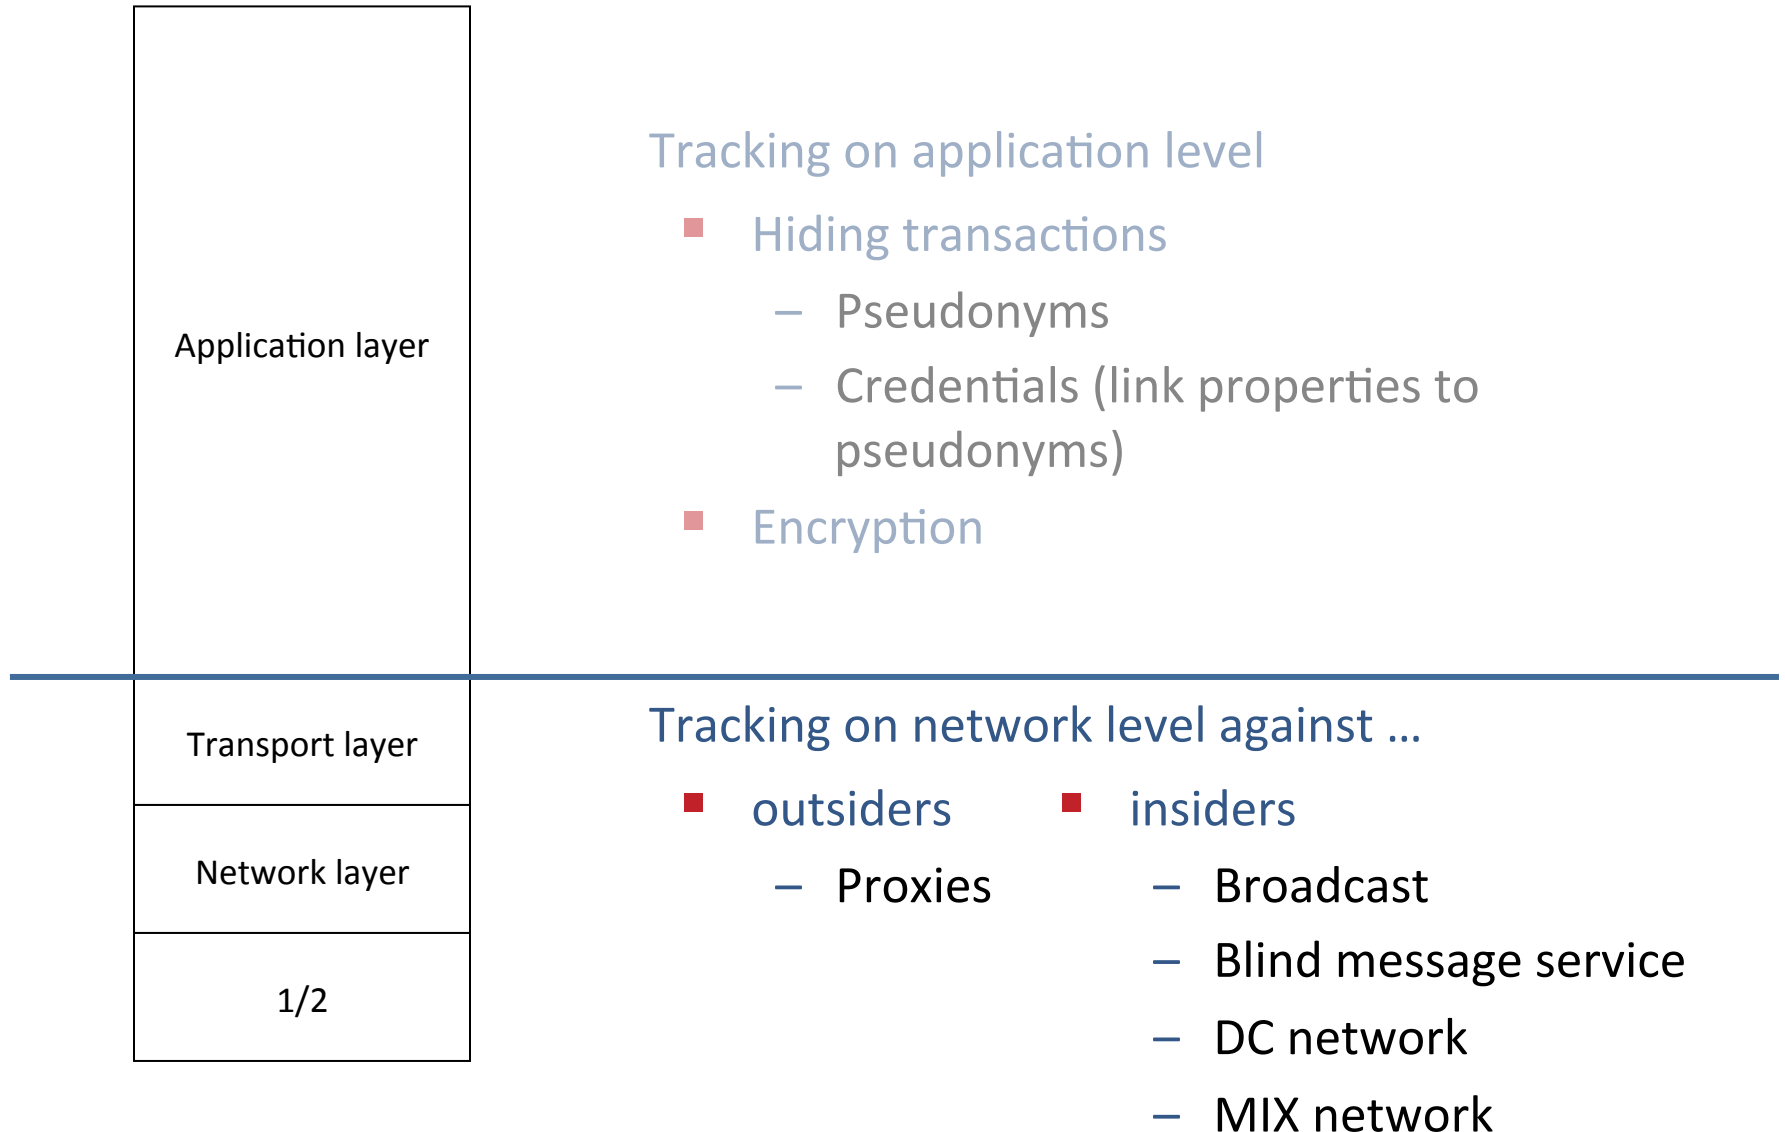 Application layer
Tracking on application level
Hiding transactions
– Pseudonyms
– Credentials (link properties to
pseudonyms)
Encryption
Transport layer
Network layer
1/2
Tracking on network level against ...
outsiders
– Proxies
insiders
– Broadcast
– Blind message service
– DC network
– MIX network